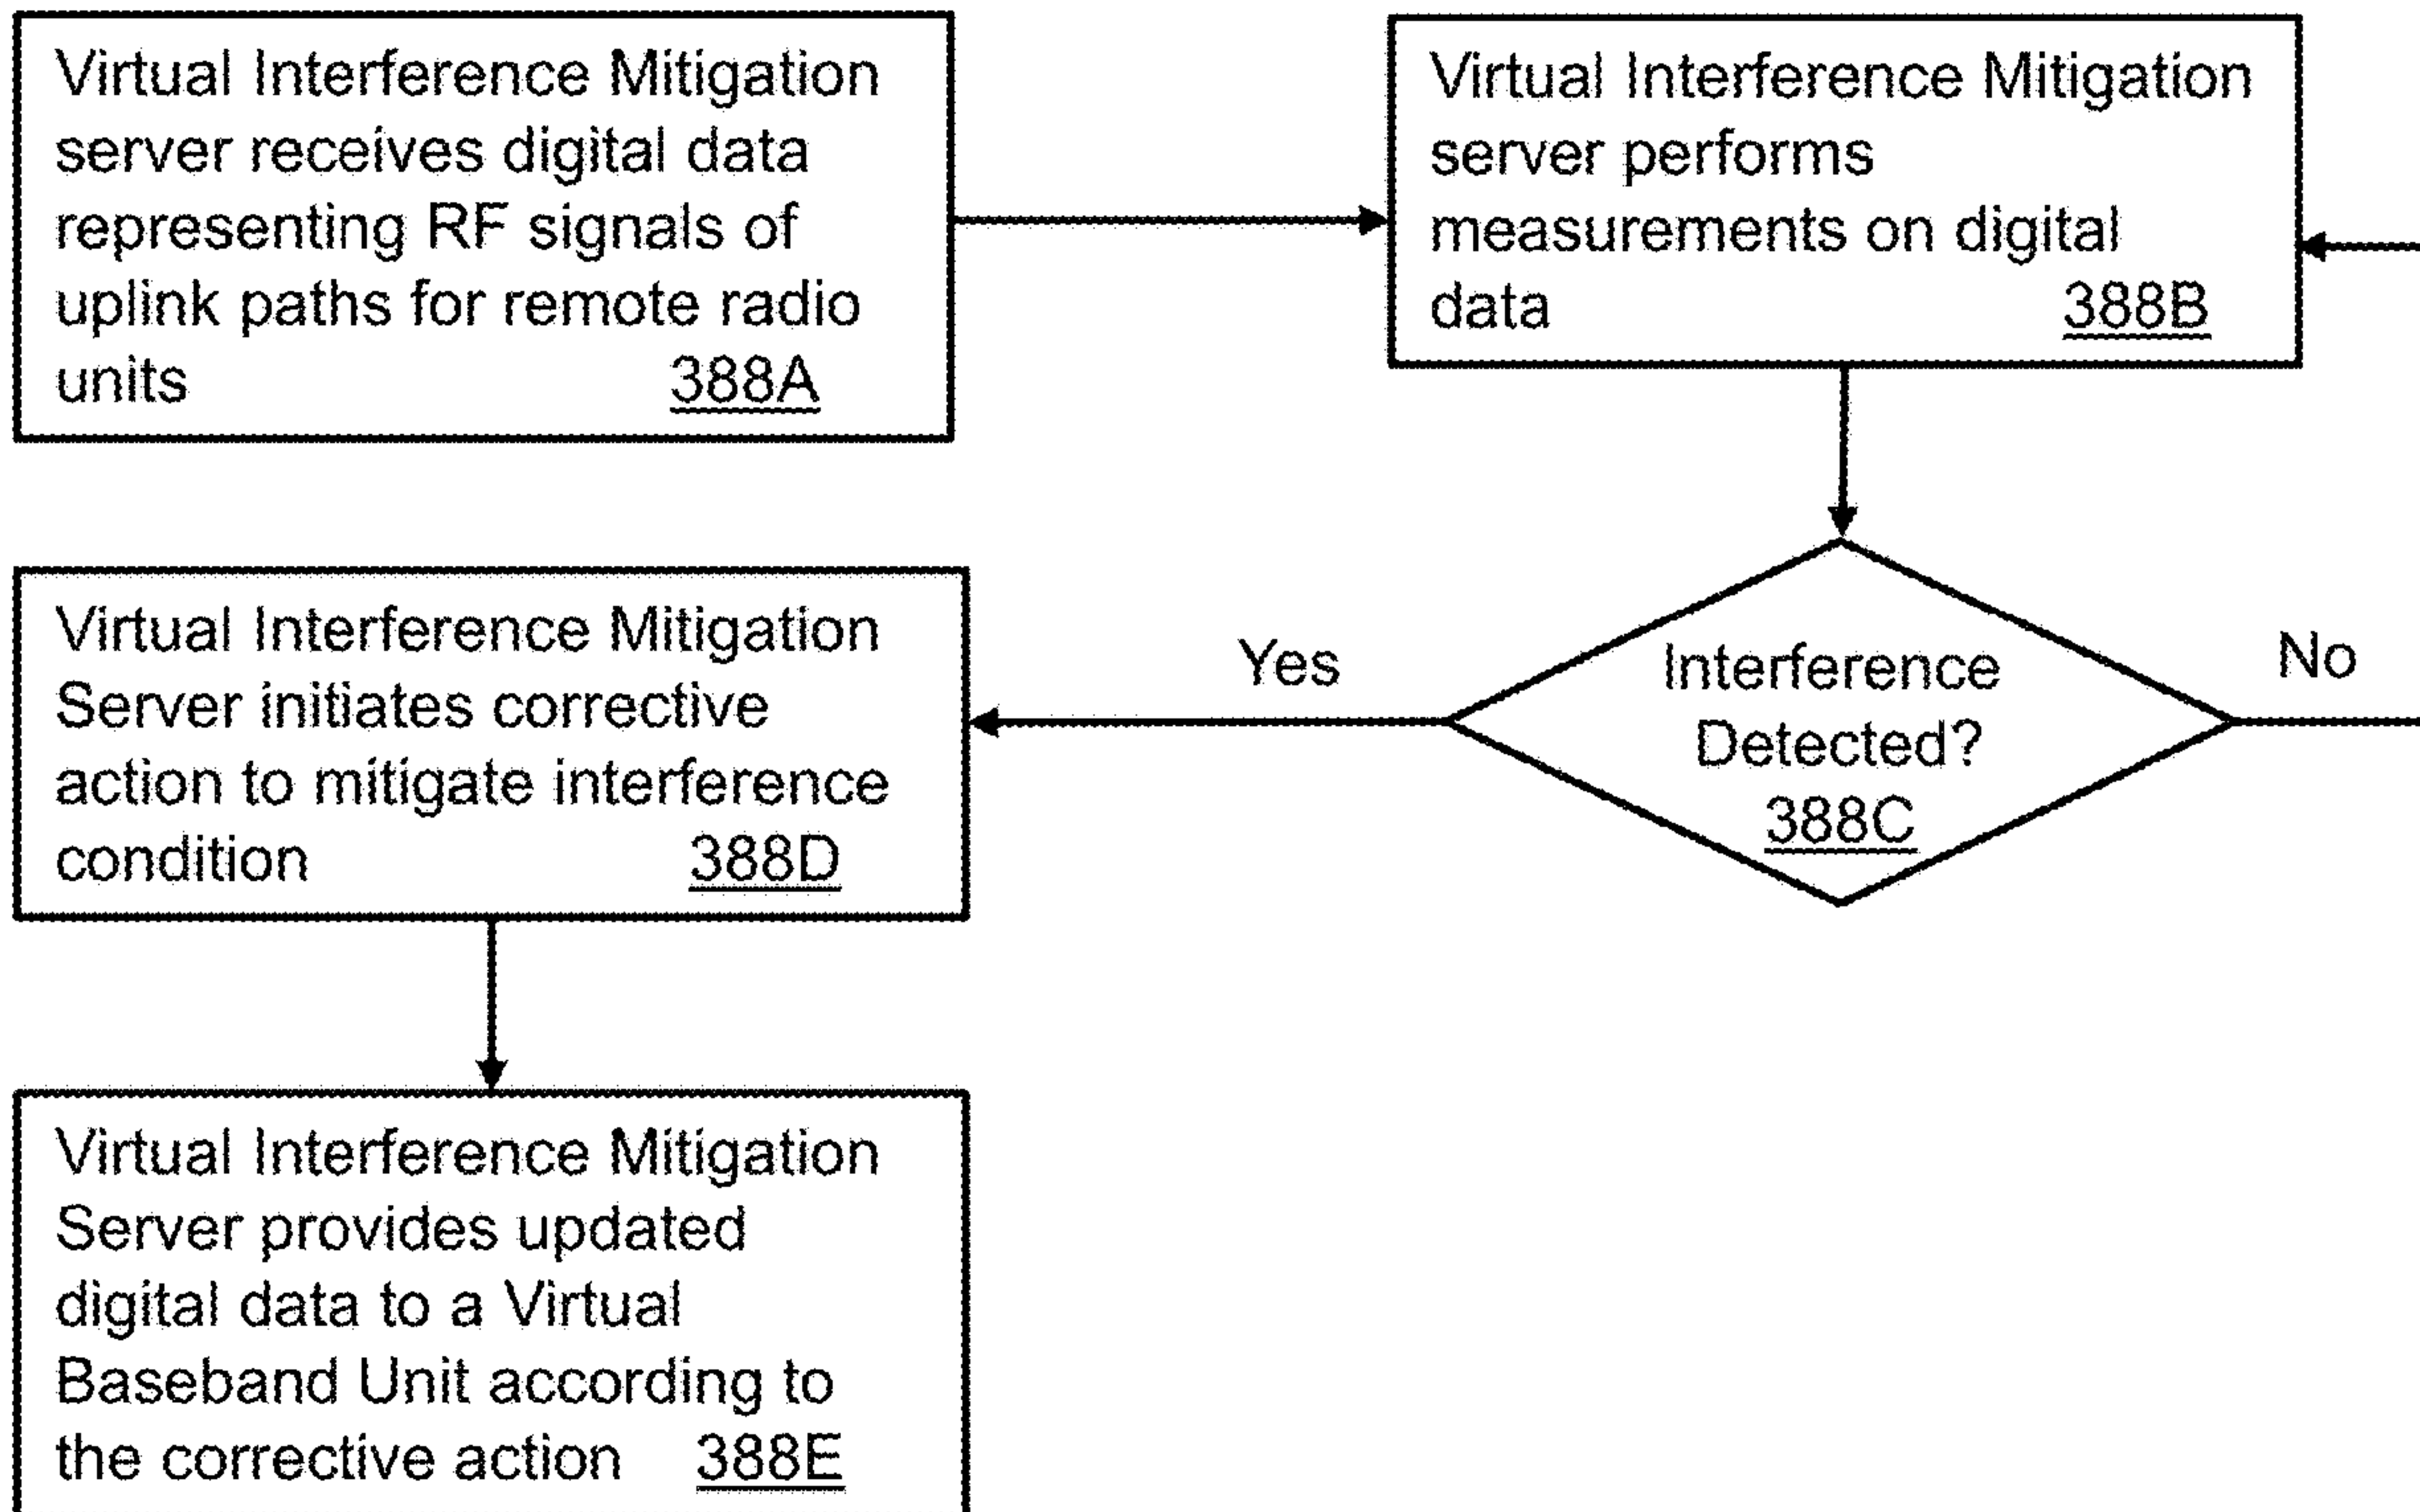 Virtual Interference Mitigation
server receives digital data
representing RF signals of
uplink paths for remote radio
units 388A
Virtual Interference Mitigation
server performs
measurements on digital
data 388B
Interference
Detected?
388C
Yes
No
Virtual Interference Mitigation
Server initiates corrective
action to mitigate interference
condition 388D
Virtual Interference Mitigation
Server provides updated
digital data to a Virtual
Baseband Unit according to
the corrective action 388E